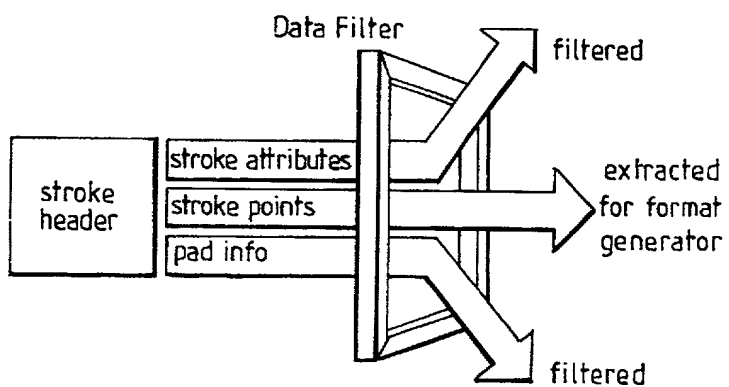 Data Filter
filtered
stroke attributes
stroke header
stroke points
pad info
extracted
for format
generator
filtered